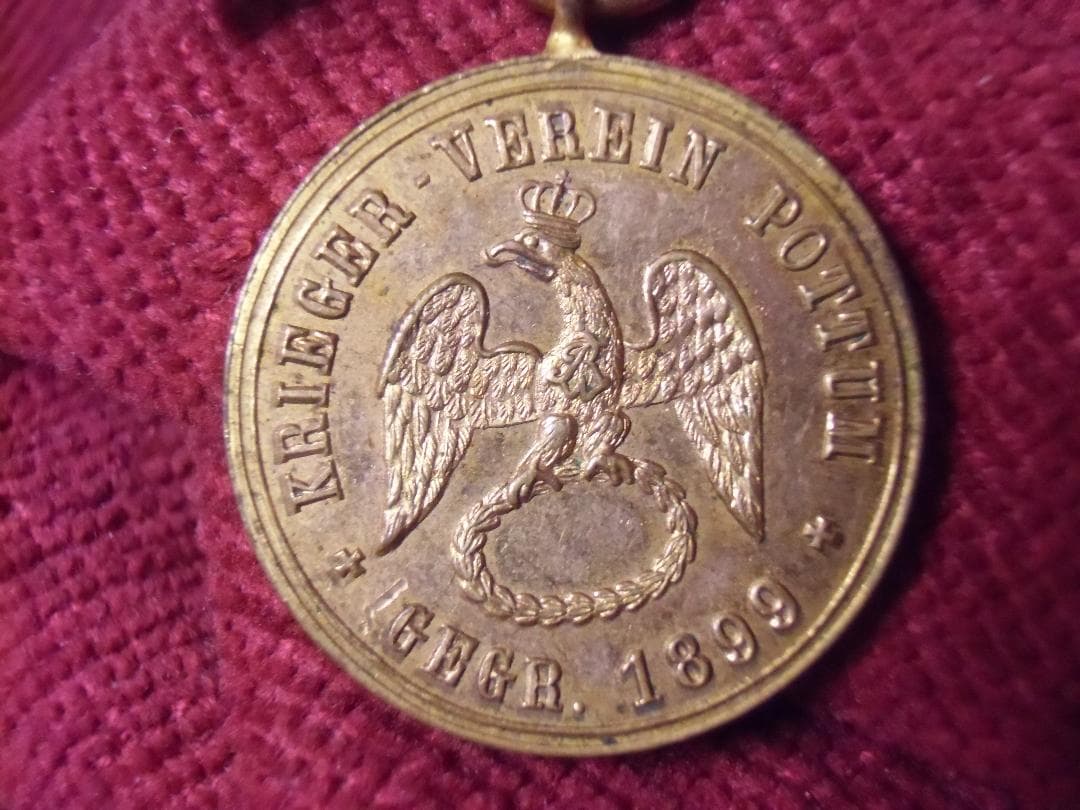 KRIEGER-VEREIN POTTUM
GEGR. 1899